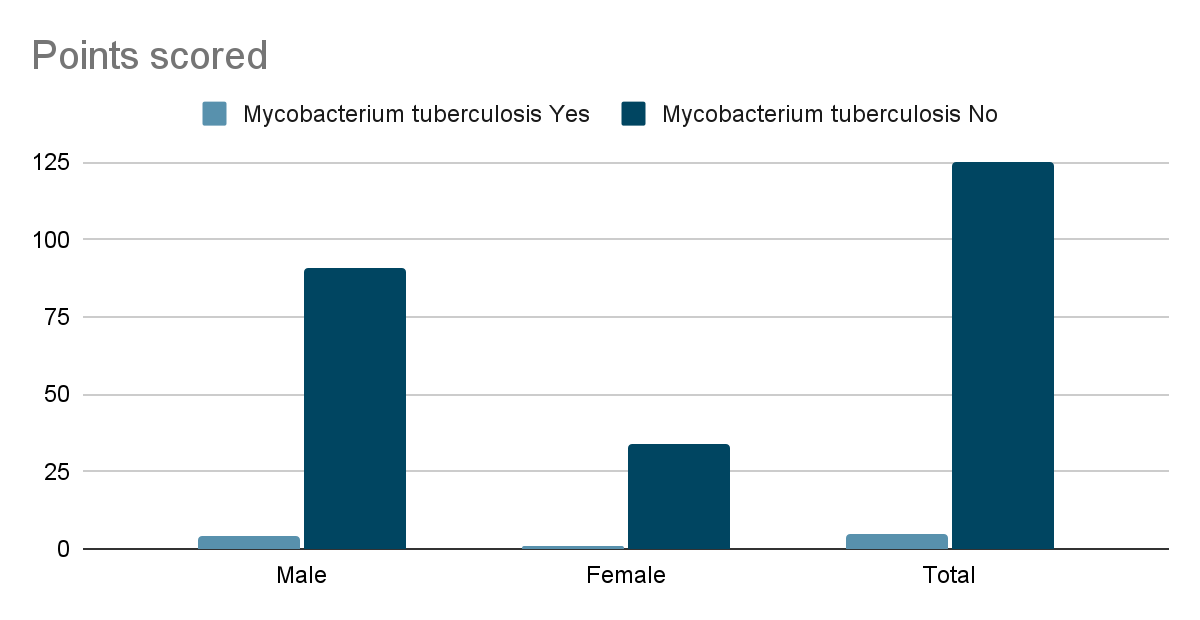 Points scored
Mycobacterium tuberculosis Yes
Mycobacterium tuberculosis No
125
100
75
50
25
0
Male
Female
Total